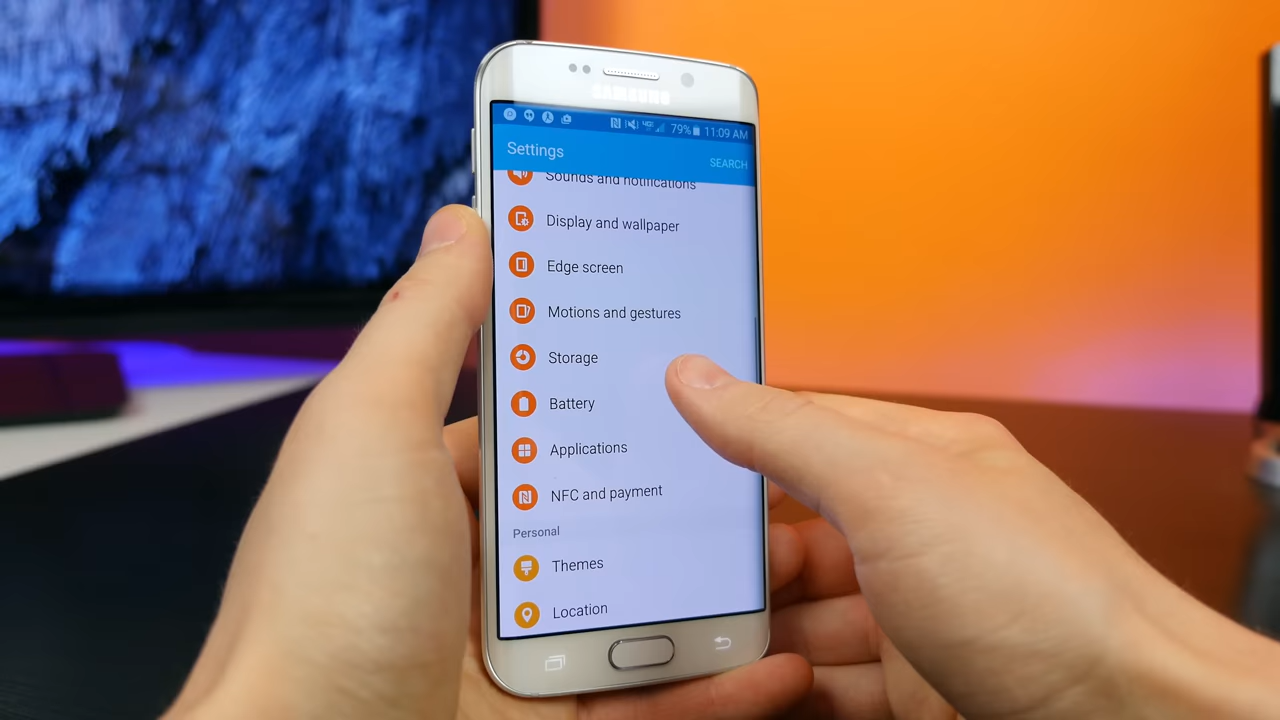 SAMSUNG
79% 11:09 AM
Settings
SEARCH
Sounds and notifications
Display and wallpaper
Edge screen
Motions and gestures
Storage
Battery
Applications
NFC and payment
Personal
Themes
Location